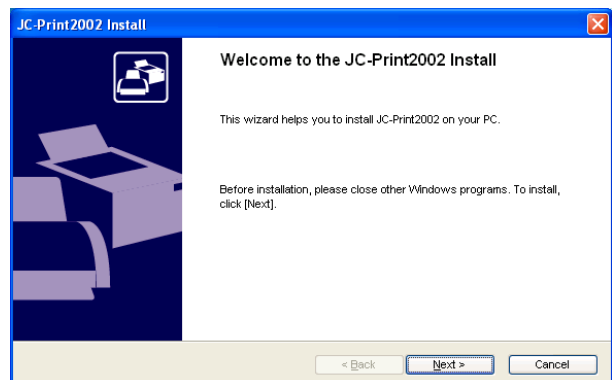 JC-Print2002 Install
Welcome to the JC-Print2002 Install
This wizard helps you to install JC-Print2002 on your PC.
Before installation, please close other Windows programs. To install,
click [Next].
< Back
Next >
Cancel